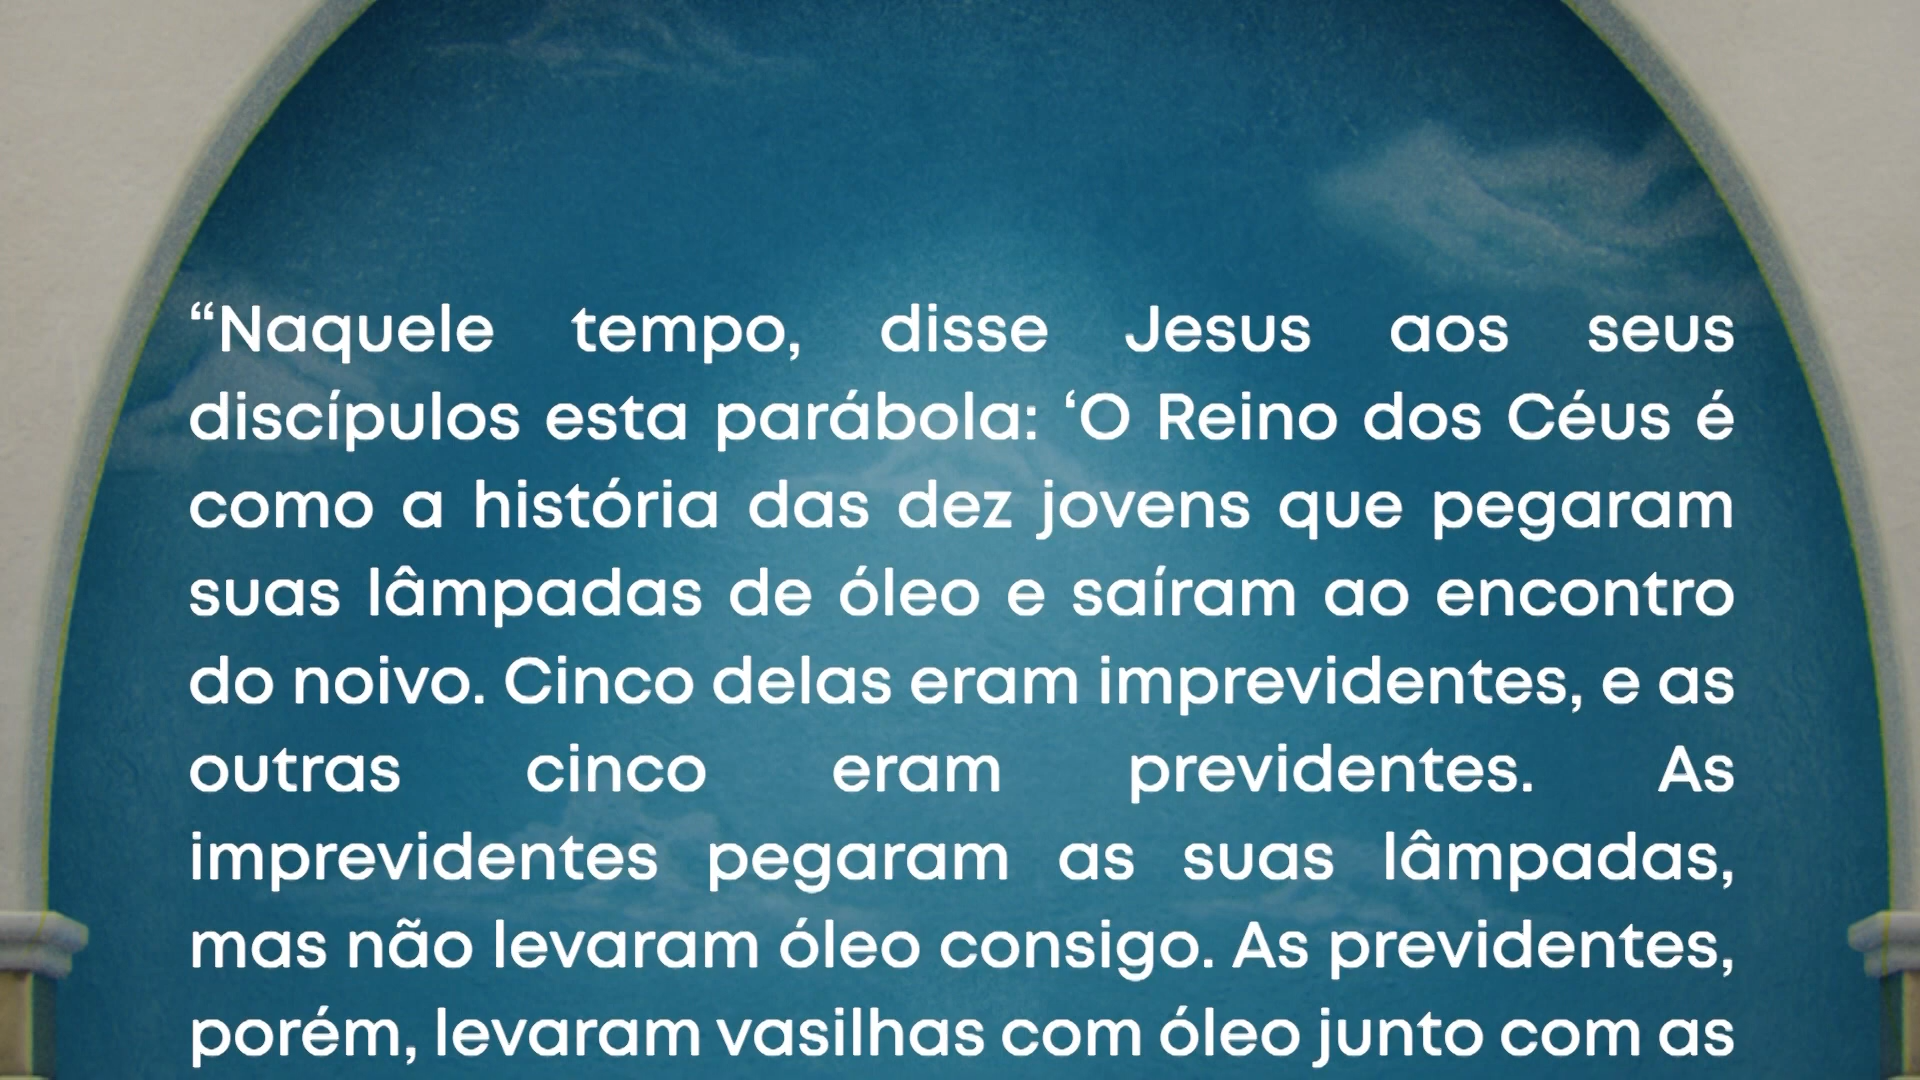 “Naquele tempo, disse Jesus aos seus
discípulos esta parábola: ‘O Reino dos Céus é
como a história das dez jovens que pegaram
suas lâmpadas de óleo e saíram ao encontro
do noivo. Cinco delas eram imprevidentes, e as
outras cinco eram previdentes. As
imprevidentes pegaram as suas lâmpadas,
mas não levaram óleo consigo. As previdentes,
porém, levaram vasilhas com óleo junto com as